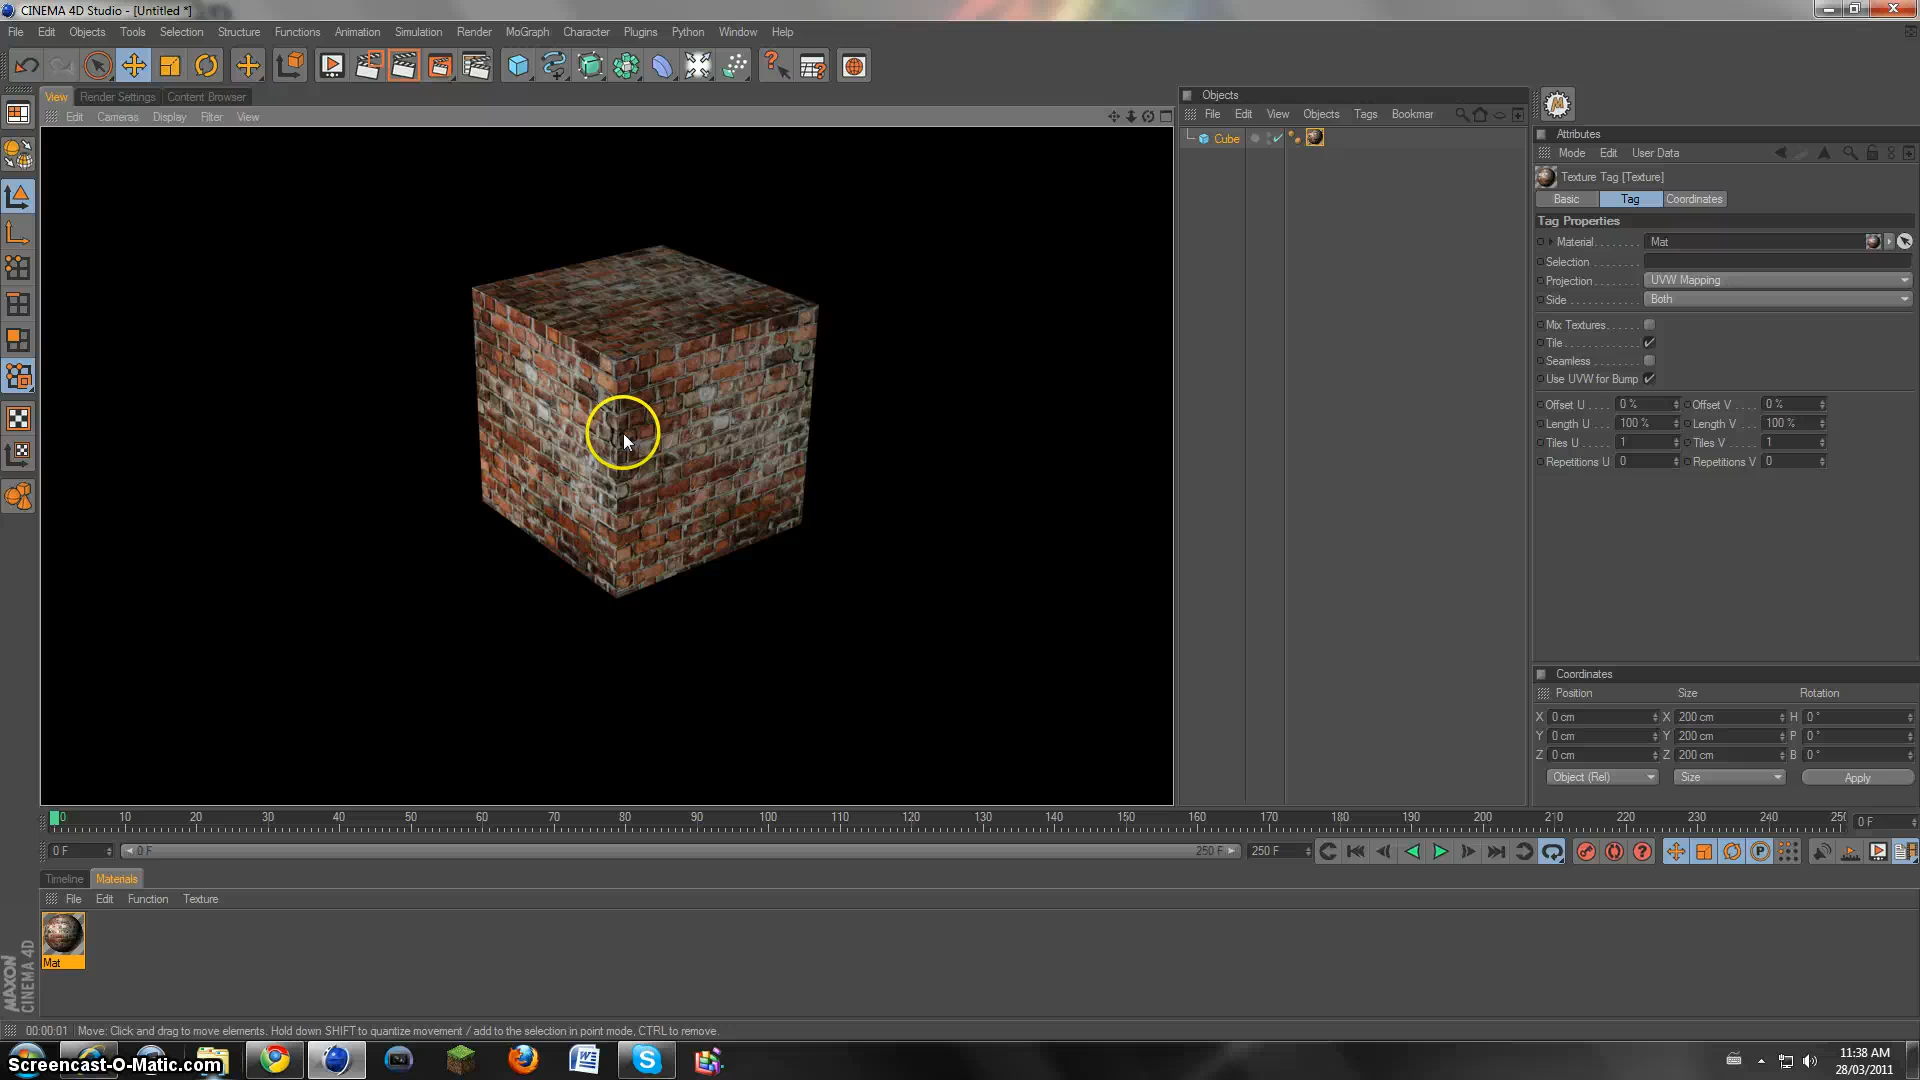 CINEMA 4D Studio - [Untitled *]
File Edit Objects Tools Selection Structure Functions Animation Simulation Render MoGraph Character Plugins Python Window Help
View Render Settings Content Browser
Edit Cameras Display Filter View
Objects
File Edit View Objects Tags Bookmar
Cube
Attributes
Mode Edit User Data
Texture Tag [Texture]
Basic Tag Coordinates
Tag Properties
Material Mat
Selection
Projection UVW Mapping
Side Both
Mix Textures
Tile
Seamless
Use UVW for Bump
Offset U 0 % Offset V 0 %
Length U 100 % Length V 100 %
Tiles U 1 Tiles V 1
Repetitions U 0 Repetitions V 0
Coordinates
Position Size Rotation
X 0 cm X 200 cm H 0 °
Y 0 cm Y 200 cm P 0 °
Z 0 cm Z 200 cm B 0 °
Object (Rel) Size Apply
0 10 20 30 40 50 60 70 80 90 100 110 120 130 140 150 160 170 180 190 200 210 220 230 240 0 F
0 F 0 F 250 F 250 F
Timeline Materials
File Edit Function Texture
Mat
MAXON
CINEMA 4D
00:00:01 Move: Click and drag to move elements. Hold down SHIFT to quantize movement / add to the selection in point mode, CTRL to remove.
Screencast-O-Matic.com
11:38 AM
28/03/2011